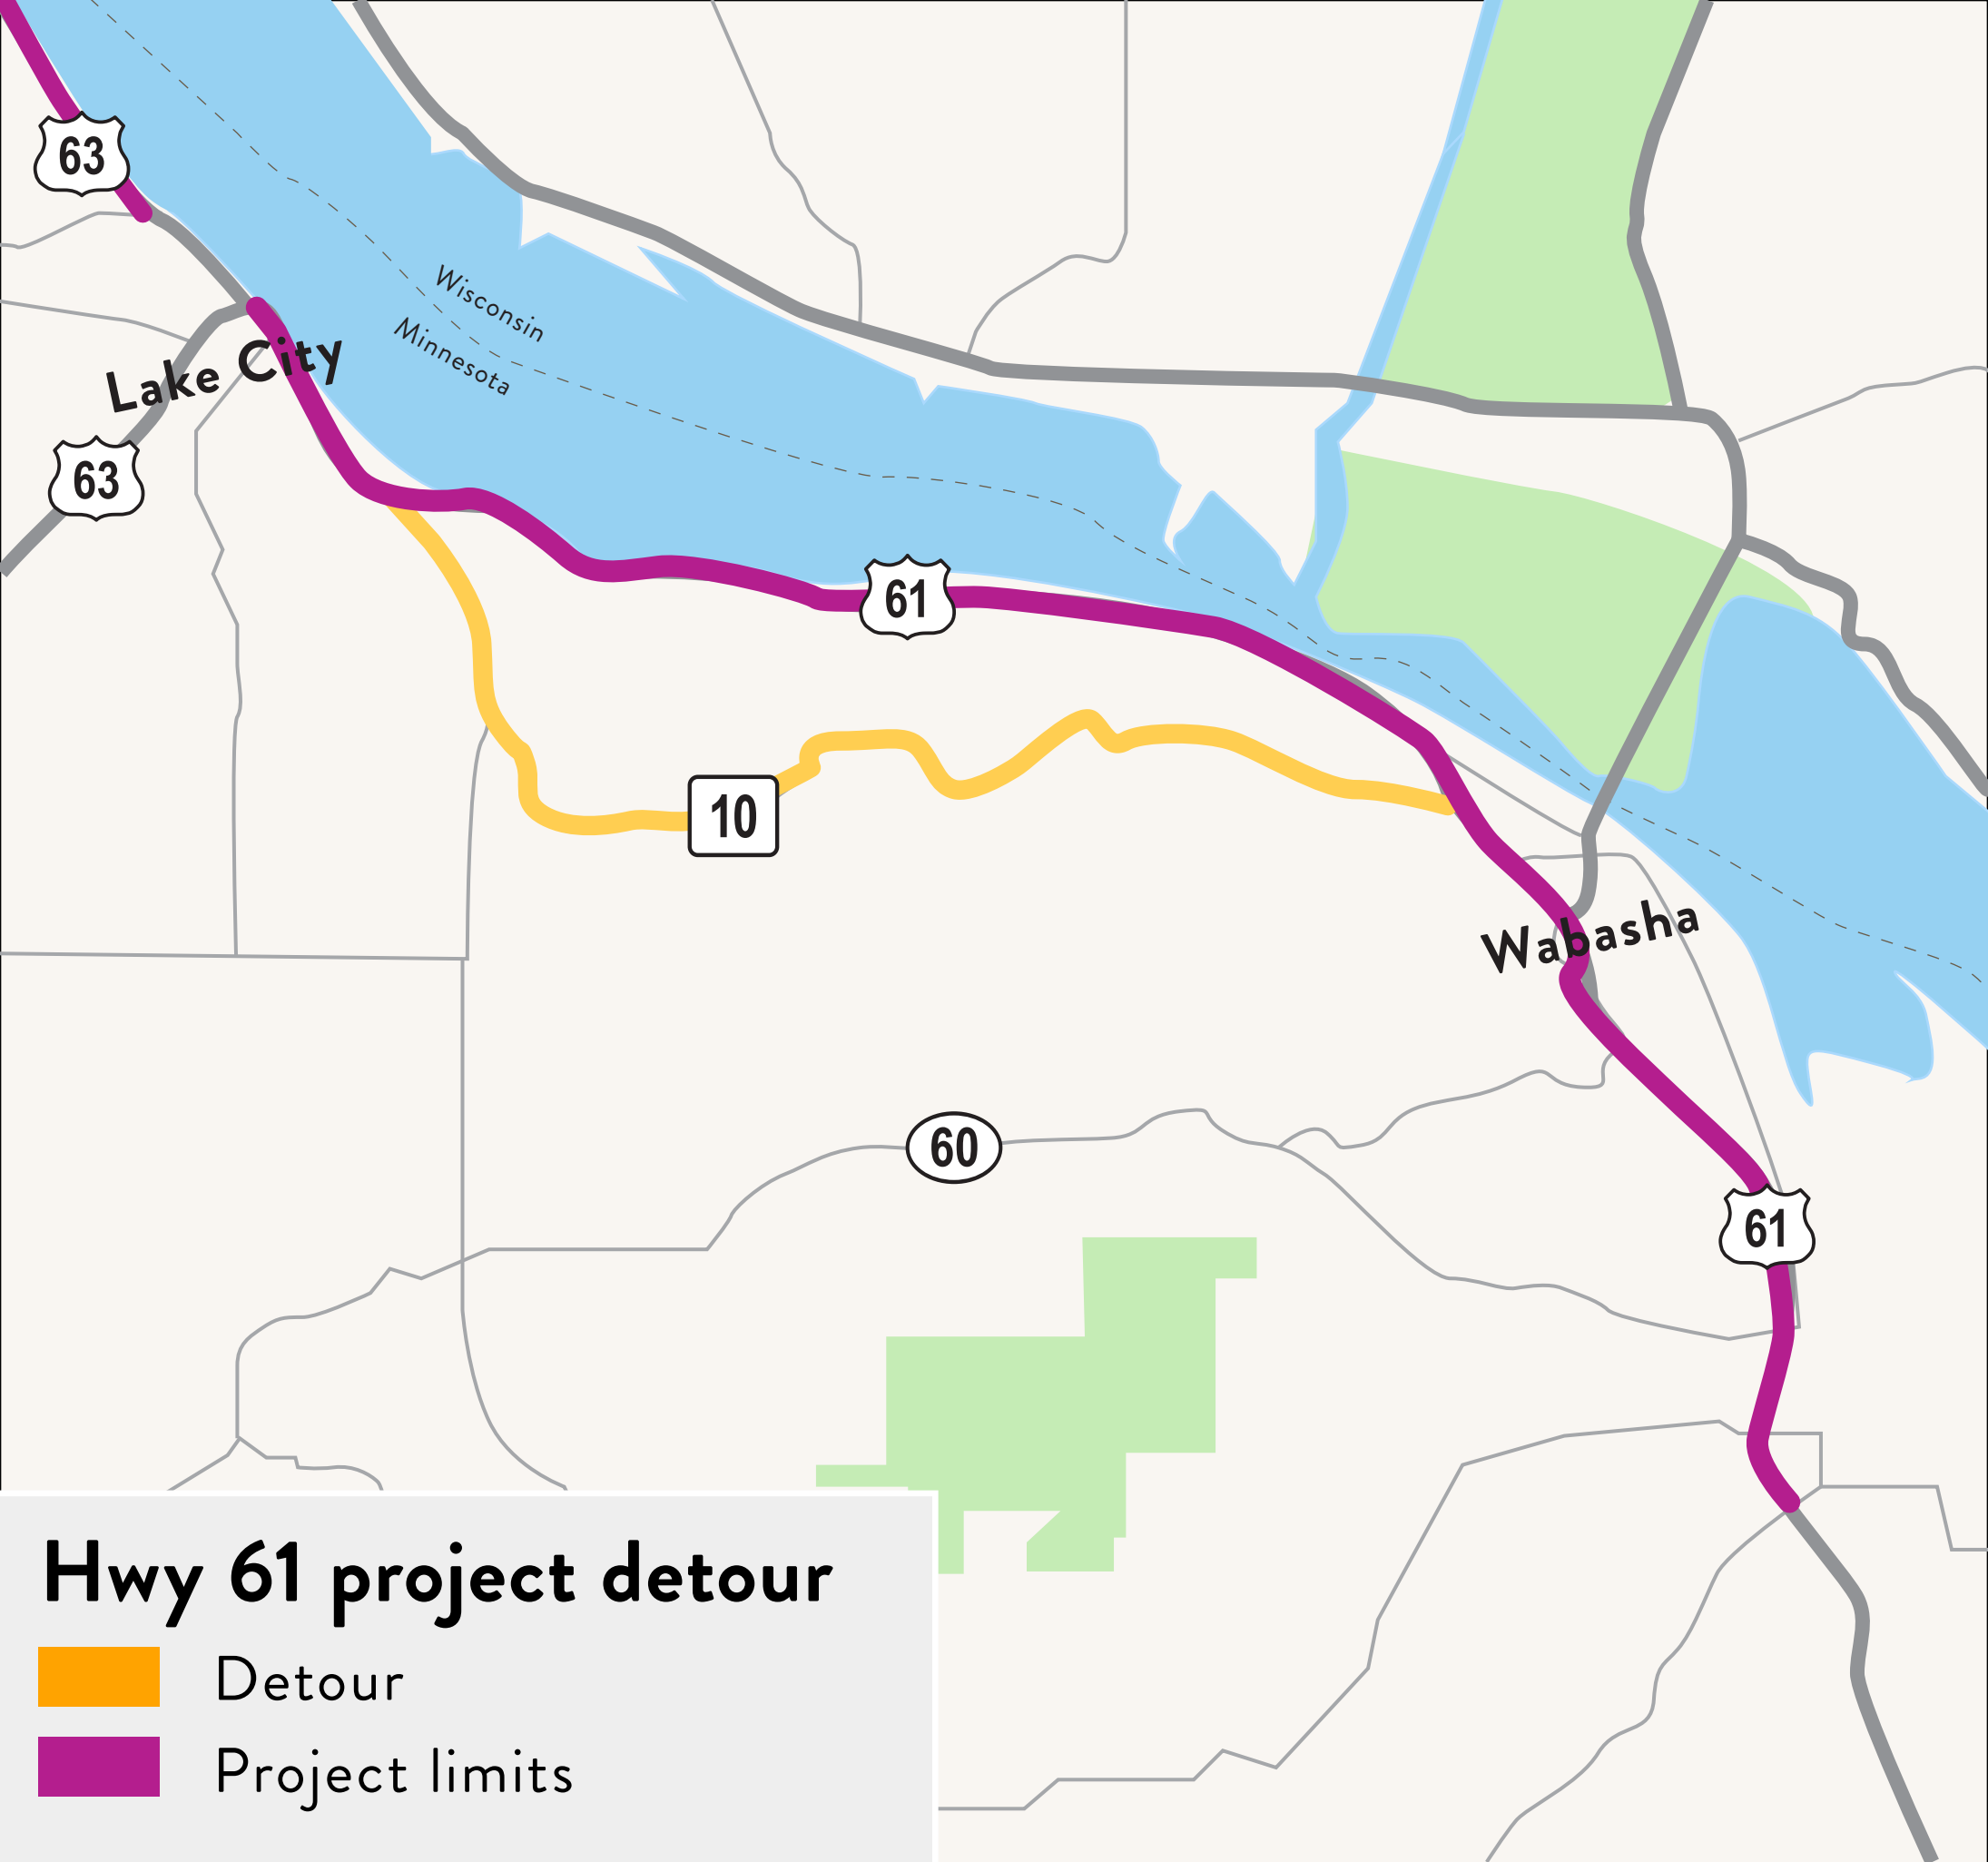 63
Wisconsin
Minnesota
Lake City
63
61
10
Wabasha
60
61
Hwy 61 project detour
Detour
Project limits